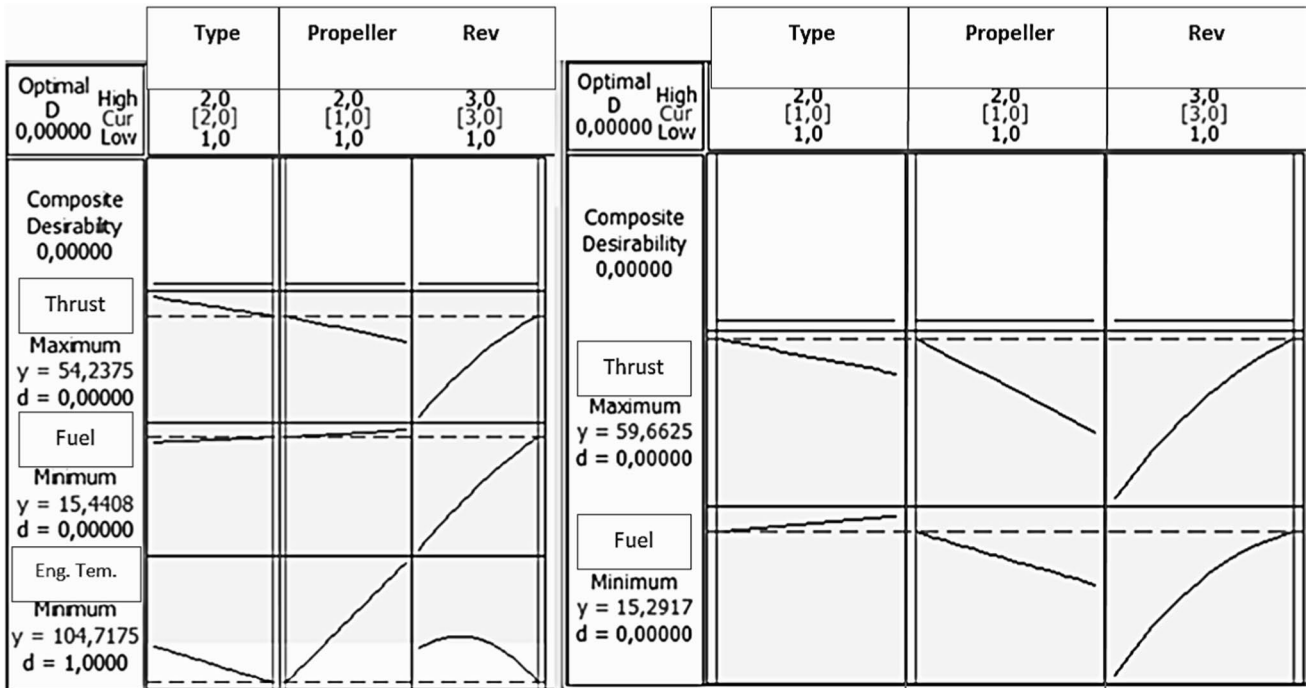 Type Propeller Rev
Optimal D 0,00000 High Cur Low
2,0 2,0 3,0
[2,0] [1,0] [3,0]
1,0 1,0 1,0
Composite
Desirability
0,00000
Thrust
Maximum
y = 54,2375
d = 0,00000
Fuel
Minimum
y = 15,4408
d = 0,00000
Eng. Tem.
Minimum
y = 104,7175
d = 1,0000
Type Propeller Rev
Optimal D 0,00000 High Cur Low
2,0 2,0 3,0
[1,0] [1,0] [3,0]
1,0 1,0 1,0
Composite
Desirability
0,00000
Thrust
Maximum
y = 59,6625
d = 0,00000
Fuel
Minimum
y = 15,2917
d = 0,00000